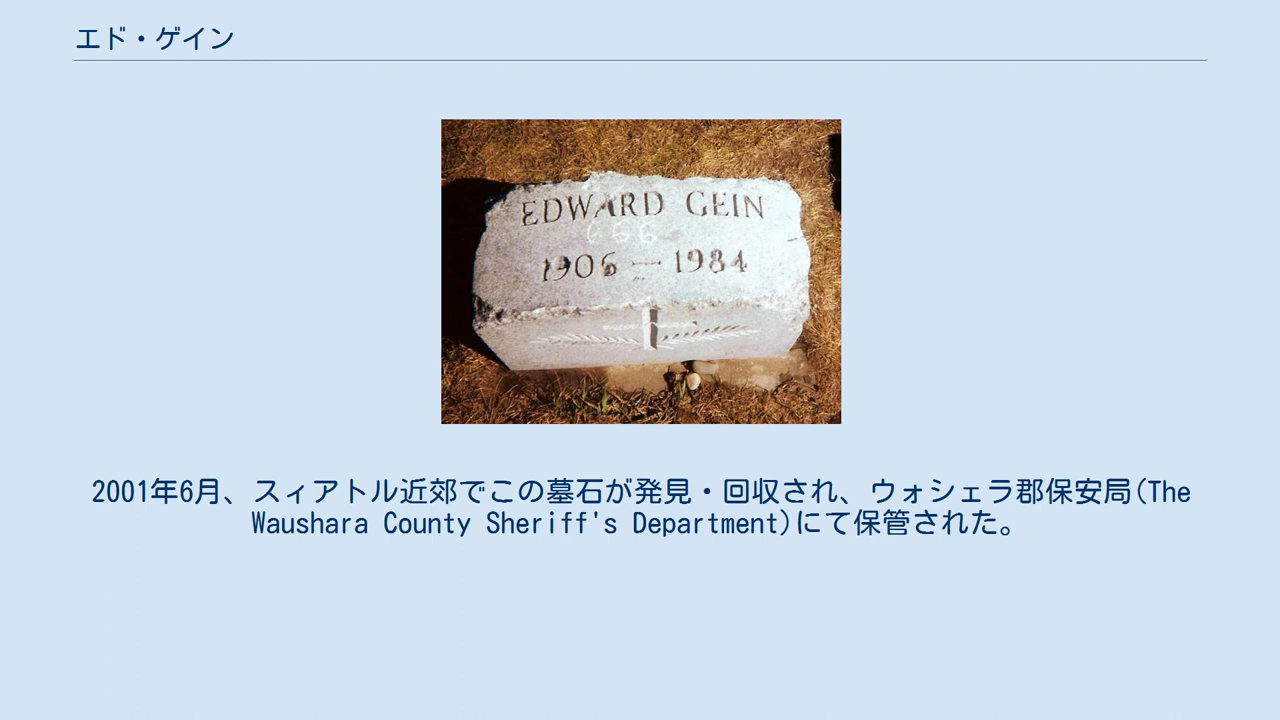 エド・ゲイン
EDWARD GEIN
666
1906 — 1984
2001年6月、スィアトル近郊でこの墓石が発見・回収され、ウォシェラ郡保安局(The
Waushara County Sheriff's Department)にて保管された。